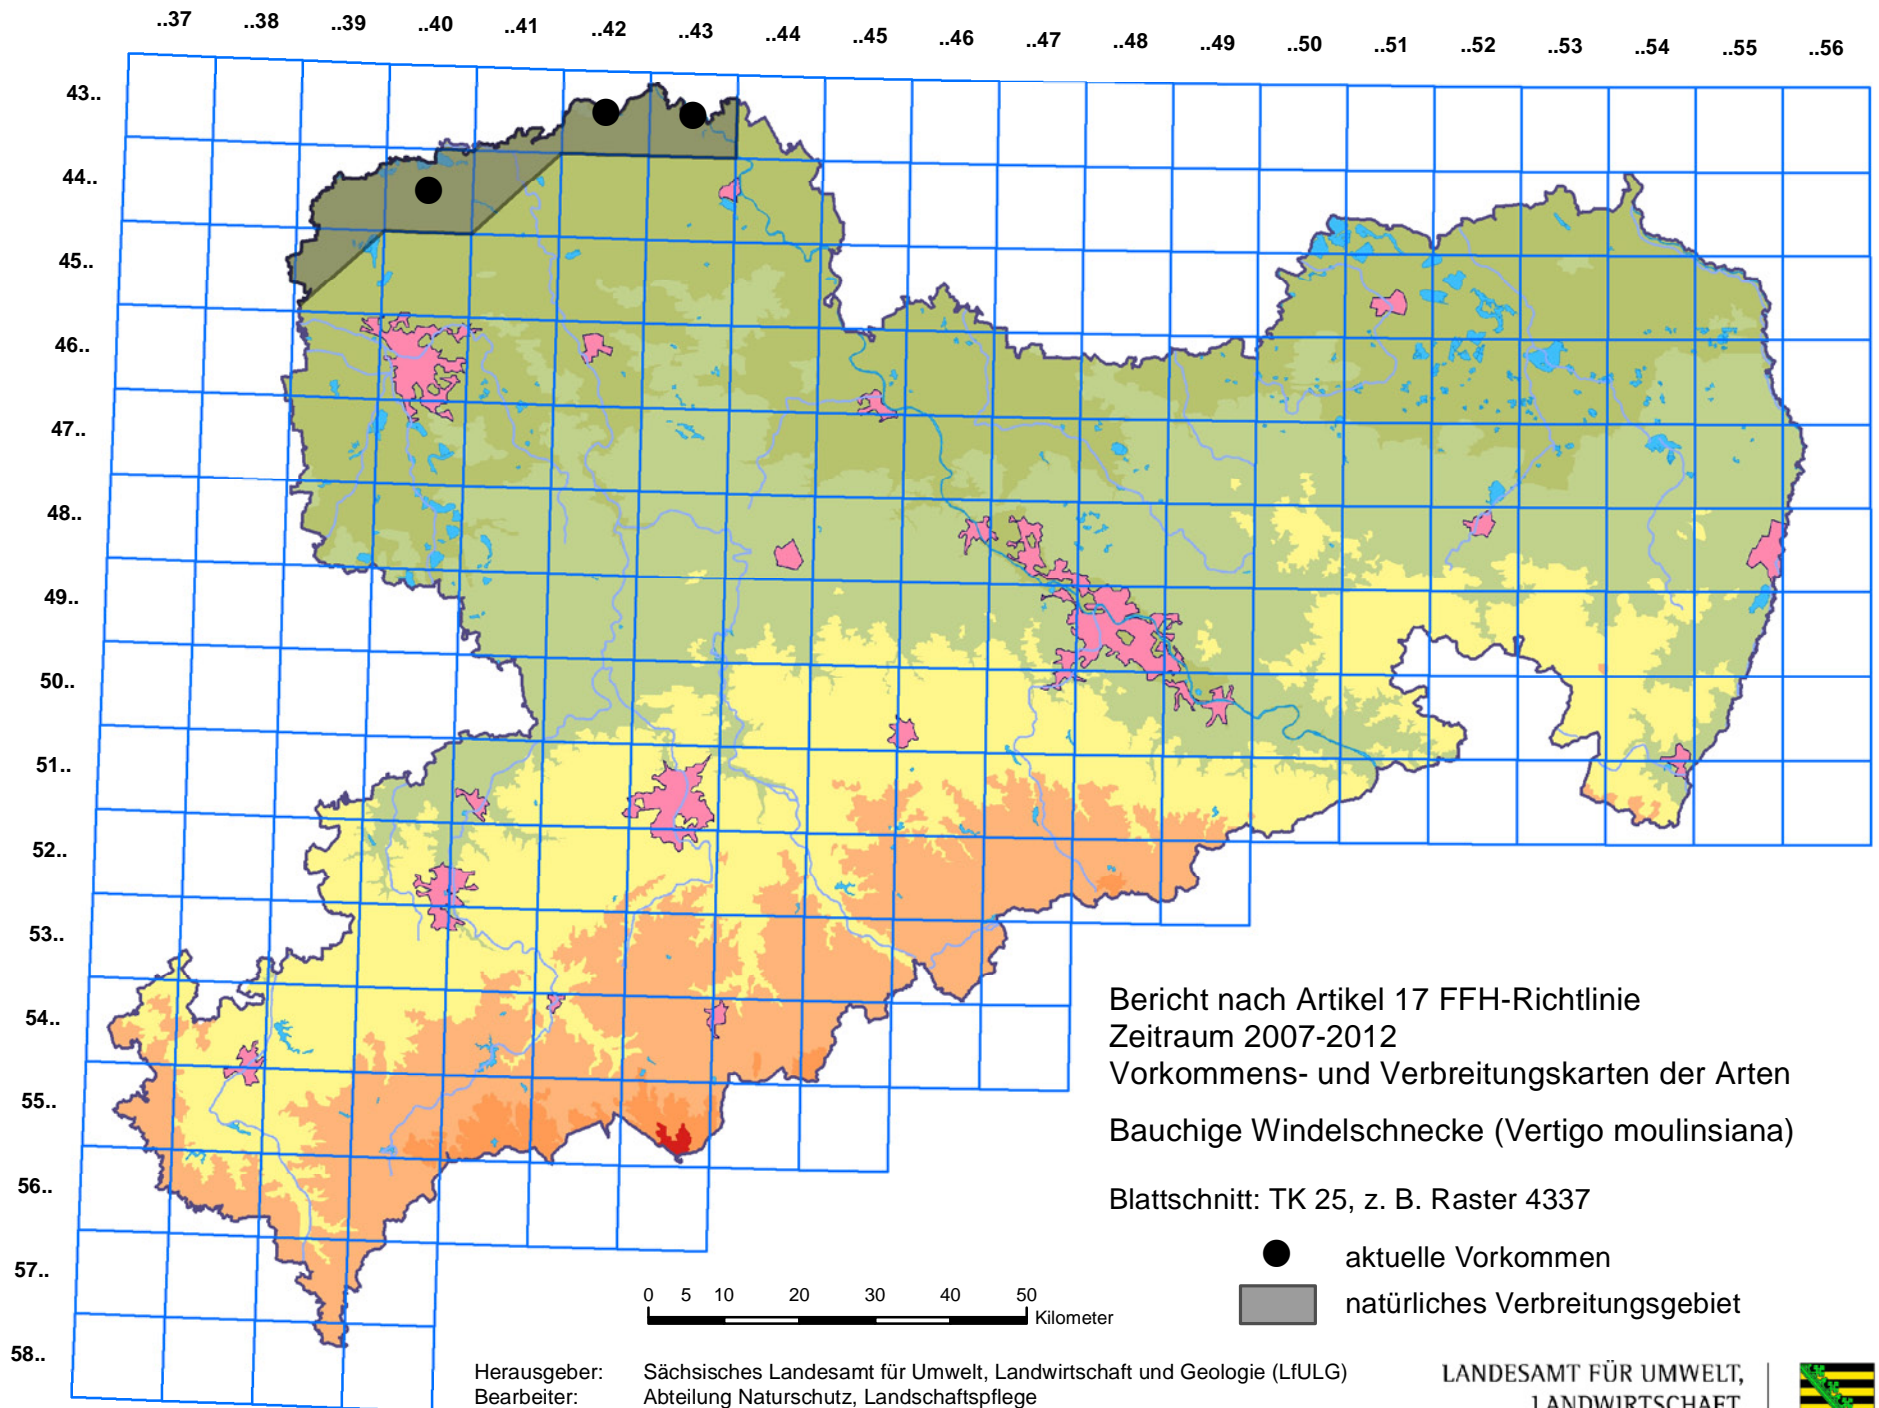 ..37 ..38 ..39 ..40 ..41 ..42 ..43 ..44 ..45 ..46 ..47 ..48 ..49 ..50 ..51 ..52 ..53 ..54 ..55 ..56
43..
44..
45..
46..
47..
48..
49..
50..
51..
52..
53..
54..
55..
56..
57..
58..
Bericht nach Artikel 17 FFH-Richtlinie
Zeitraum 2007-2012
Vorkommens- und Verbreitungskarten der Arten
Bauchige Windelschnecke (Vertigo moulinsiana)
Blattschnitt: TK 25, z. B. Raster 4337
aktuelle Vorkommen
natürliches Verbreitungsgebiet
0 5 10 20 30 40 50
Kilometer
Herausgeber: Sächsisches Landesamt für Umwelt, Landwirtschaft und Geologie (LfULG)
Bearbeiter: Abteilung Naturschutz, Landschaftspflege
LANDESAMT FÜR UMWELT,
LANDWIRTSCHAFT